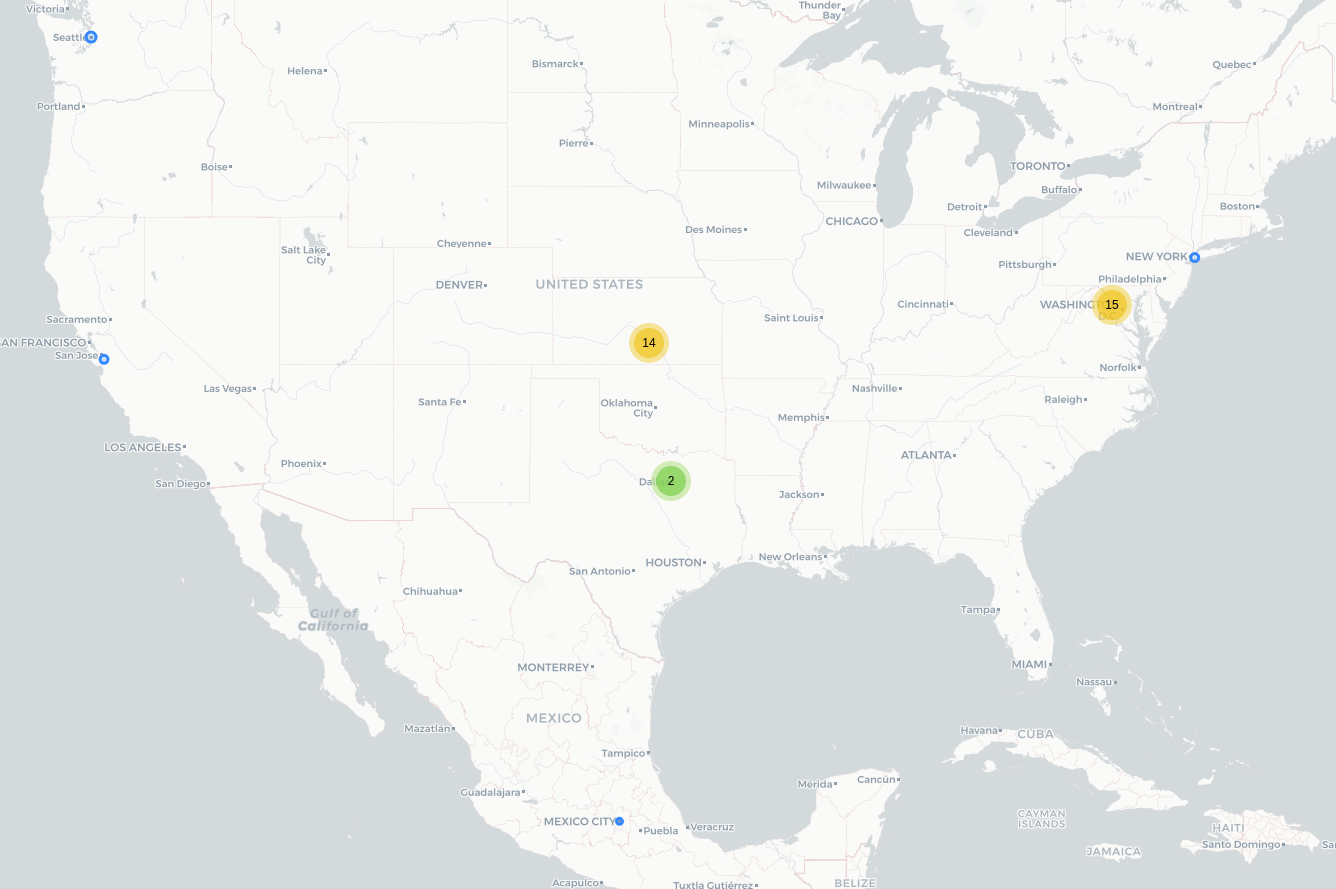 Victoria
Thunder
Bay
Seattle
Bismarck
Quebec
Helena
Portland
Montreal
Minneapolis
Pierre
Boise
TORONTO
Milwaukee
Buffalo
Detroit
Boston
CHICAGO
Des Moines
Cleveland
Cheyenne
Salt Lake
City
NEW YORK
Pittsburgh
DENVER
UNITED STATES
Philadelphia
Cincinnati
WASHINGT
D.C.
15
Saint Louis
Sacramento
AN FRANCISCO
San Jose
14
Norfolk
Las Vegas
Nashville
Santa Fe
Raleigh
Oklahoma
City
Memphis
LOS ANGELES
ATLANTA
Phoenix
San Diego
Dal
2
Jackson
New Orleans
HOUSTON
San Antonio
Chihuahua
Gulf of
California
Tampa
MIAMI
MONTERREY
Nassau
MEXICO
Mazatlán
Havana
CUBA
Tampico
Mérida
Cancún
Guadalajara
CAYMAN
ISLANDS
MEXICO CITY
Puebla
Veracruz
HAITI
Santo Domingo
Sa
JAMAICA
Acapulco
Tuxtla Gutiérrez
BELIZE